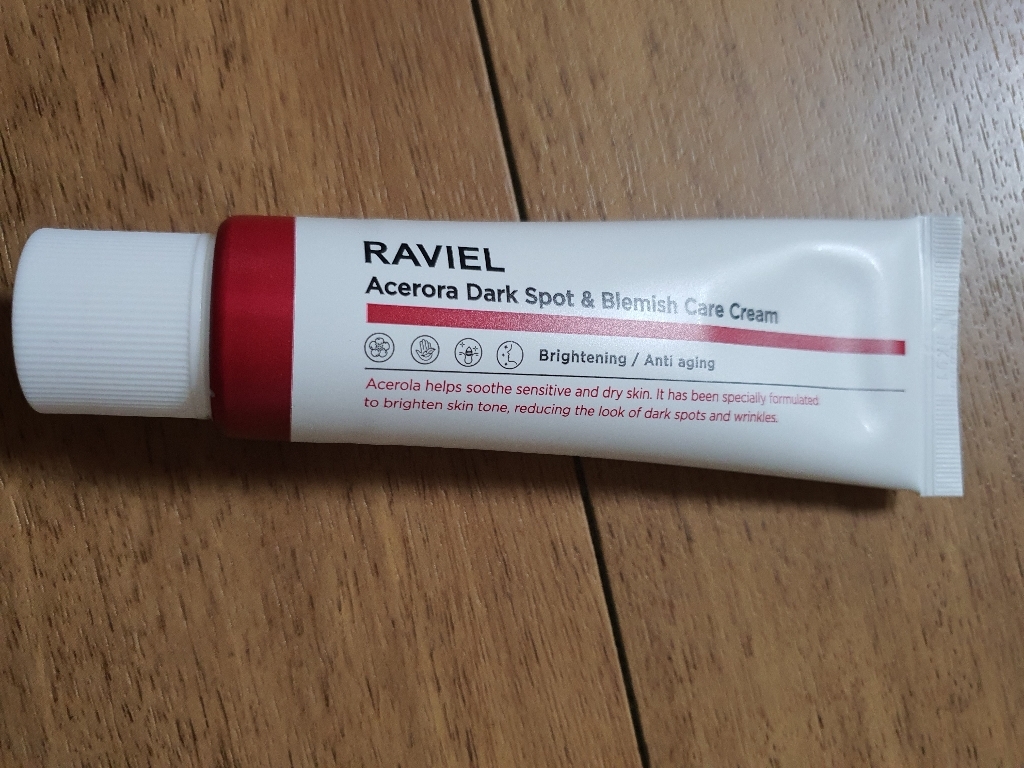 RAVIEL
Acerora Dark Spot & Blemish Care Cream
Brightening / Anti aging
Acerola helps soothe sensitive and dry skin. It has been specially formulated
to brighten skin tone, reducing the look of dark spots and wrinkles.